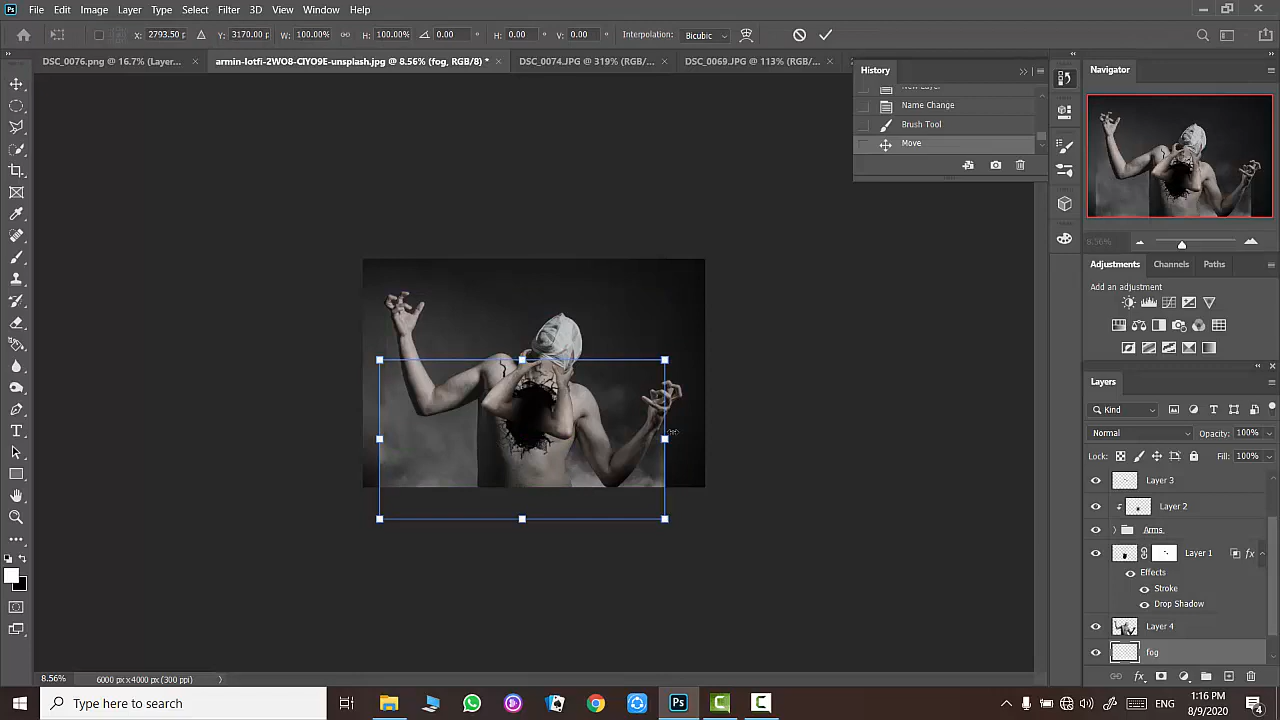 Ps File Edit Image Layer Type Select Filter 3D View Window Help
X: 2793.50 Y: 3170.00 p W: 100.00% H: 100.00% 0.00 ° H: 0.00 ° V: 0.00 ° Interpolation: Bicubic
DSC_0076.png @ 16.7% (Layer... × armin-lotfi-2WO8-CIYO9E-unsplash.jpg @ 8.56% (fog, RGB/8) * × DSC_0074.JPG @ 319% (RGB/... × DSC_0069.JPG @ 113% (RGB/... ×
History
Name Change
Brush Tool
Move
Navigator
8.56%
Adjustments Channels Paths
Add an adjustment
Layers
Kind
Normal Opacity: 100%
Lock: Fill: 100%
Layer 3
Layer 2
Arms.
Layer 1 fx
Effects
Stroke
Drop Shadow
Layer 4
fog
8.56% 6000 px x 4000 px (300 ppi)
Type here to search
Ps
ENG
1:16 PM
8/9/2020
4